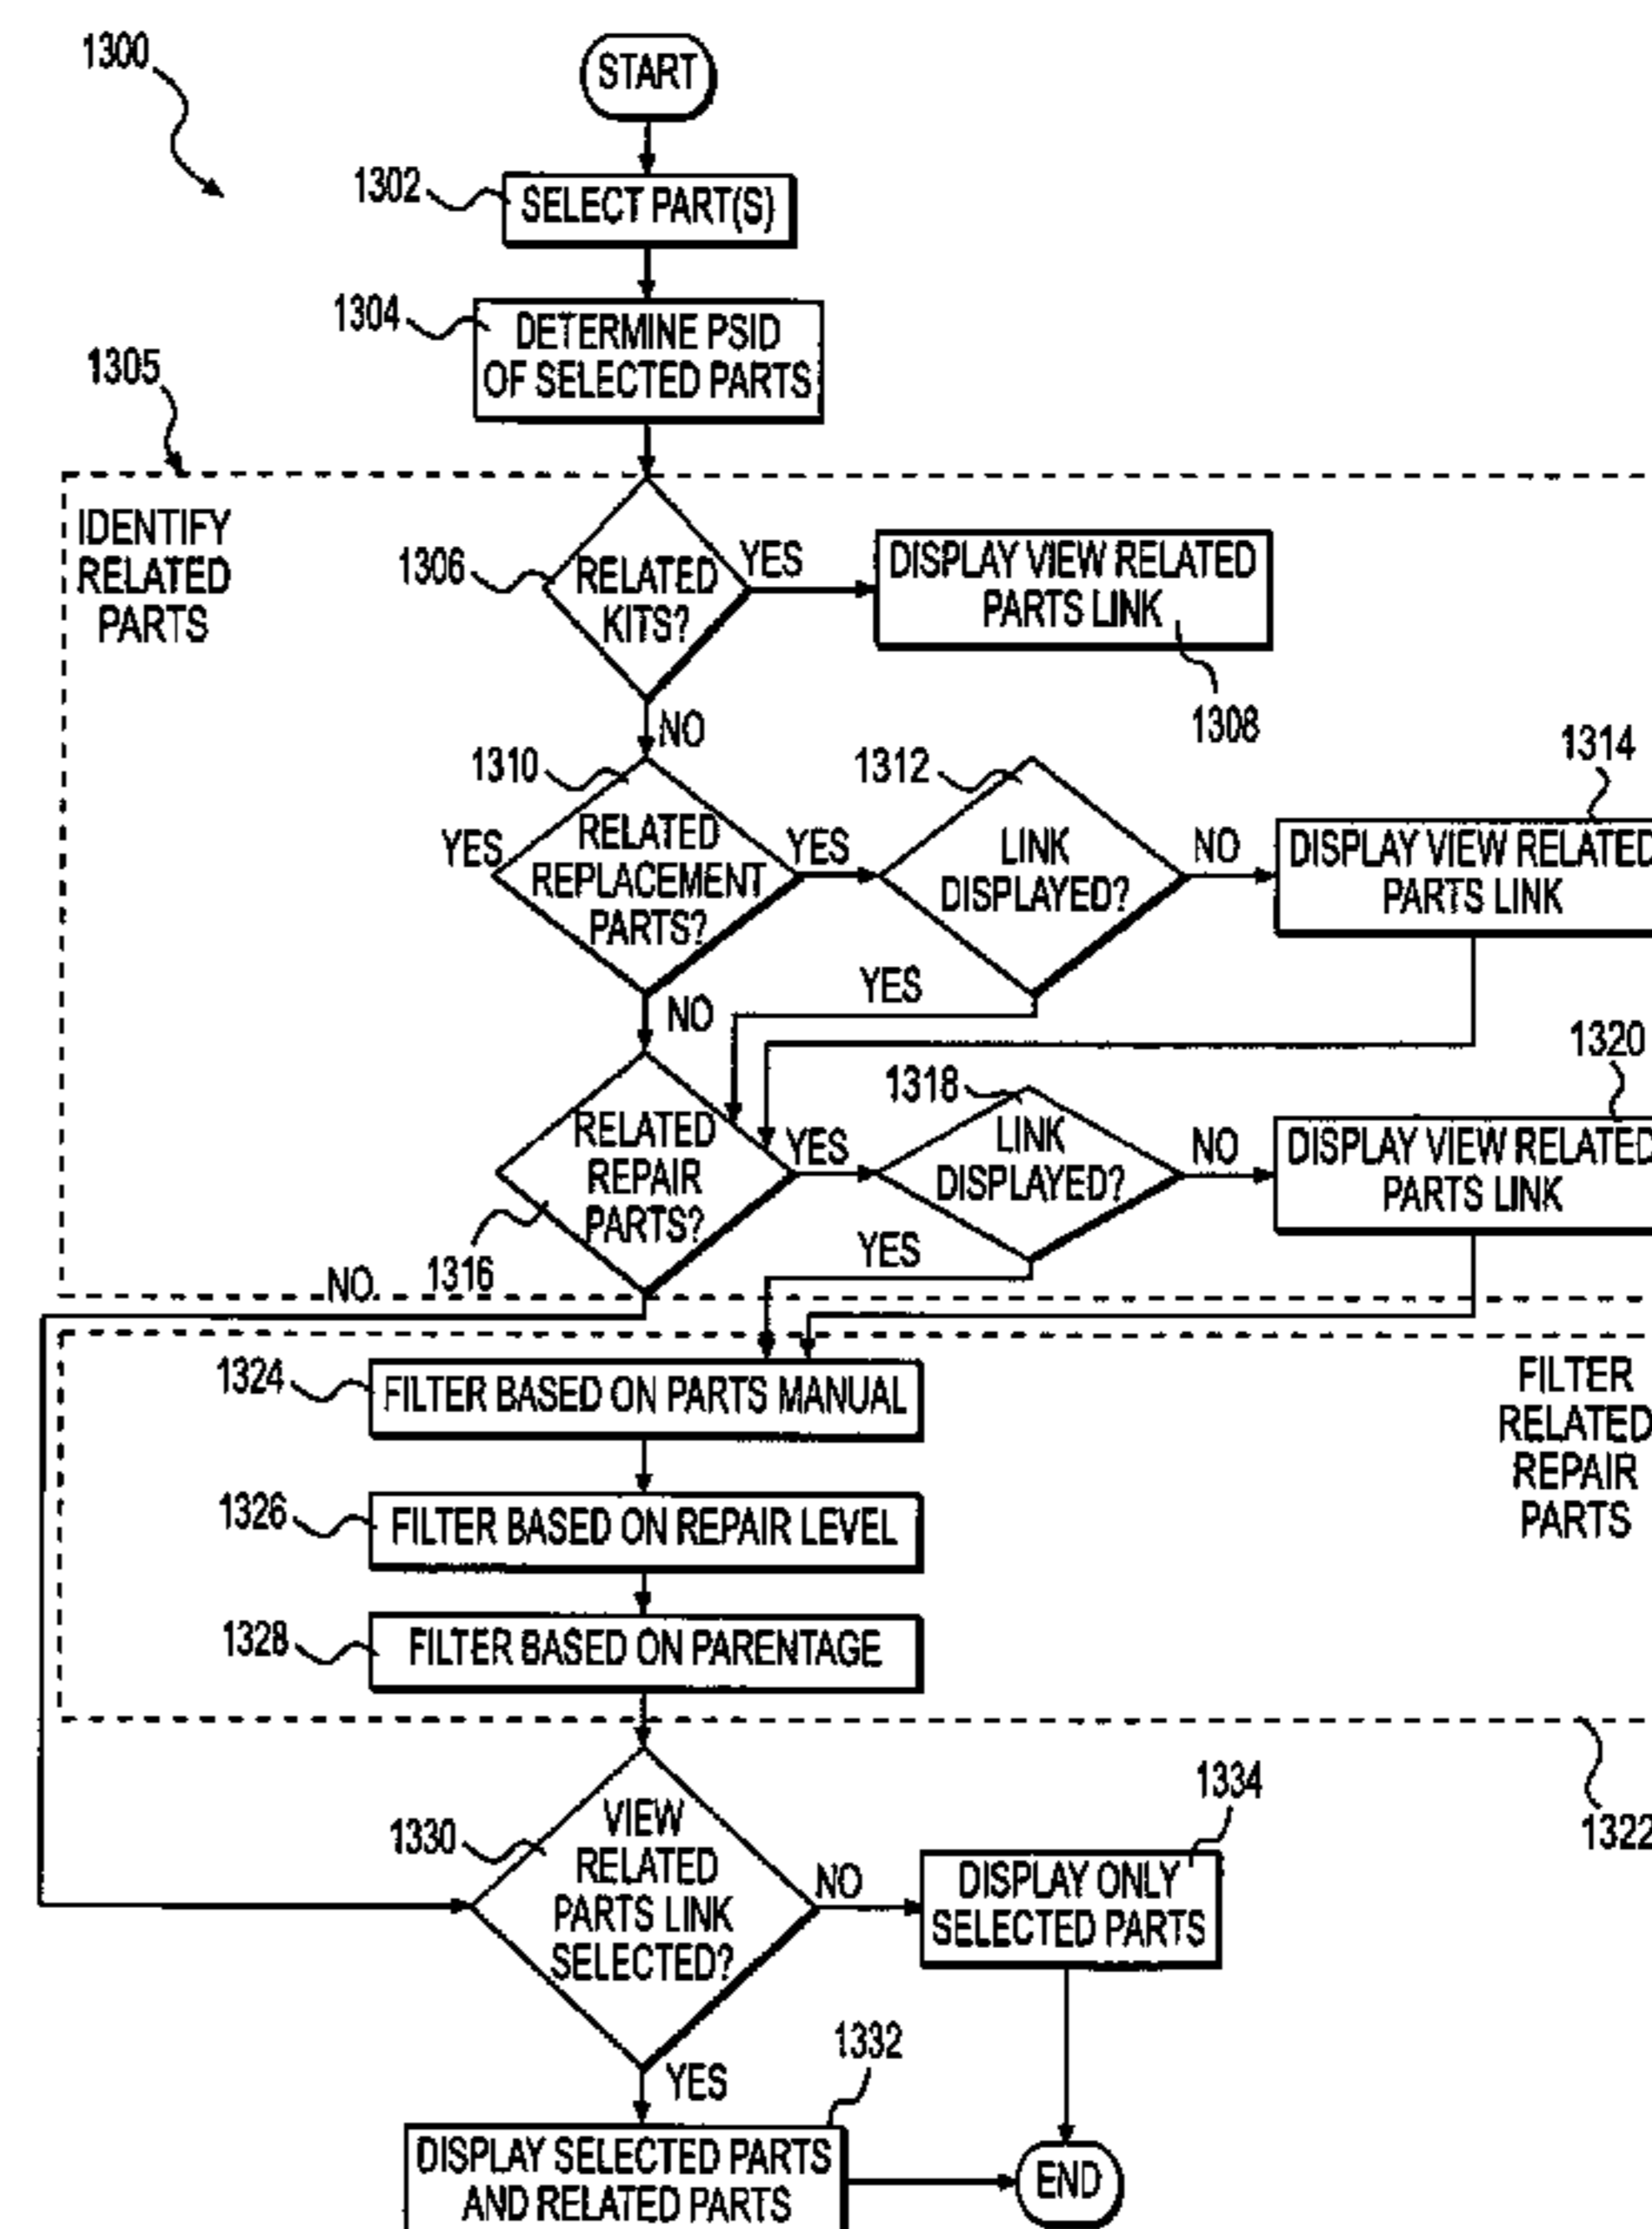 1300
START
1302
SELECT PART(S)
1304
DETERMINE PSID
OF SELECTED PARTS
1305
IDENTIFY
RELATED
PARTS
1306
RELATED
KITS?
YES
DISPLAY VIEW RELATED
PARTS LINK
1308
NO
1310
YES
RELATED
REPLACEMENT
PARTS?
YES
1312
LINK
DISPLAYED?
NO
1314
DISPLAY VIEW RELATED
PARTS LINK
YES
NO
1316
RELATED
REPAIR
PARTS?
YES
1318
LINK
DISPLAYED?
NO
1320
DISPLAY VIEW RELATED
PARTS LINK
YES
NO
1324
FILTER BASED ON PARTS MANUAL
FILTER
RELATED
REPAIR
PARTS
1326
FILTER BASED ON REPAIR LEVEL
1328
FILTER BASED ON PARENTAGE
1322
1330
VIEW
RELATED
PARTS LINK
SELECTED?
NO
1334
DISPLAY ONLY
SELECTED PARTS
YES
1332
DISPLAY SELECTED PARTS
AND RELATED PARTS
END